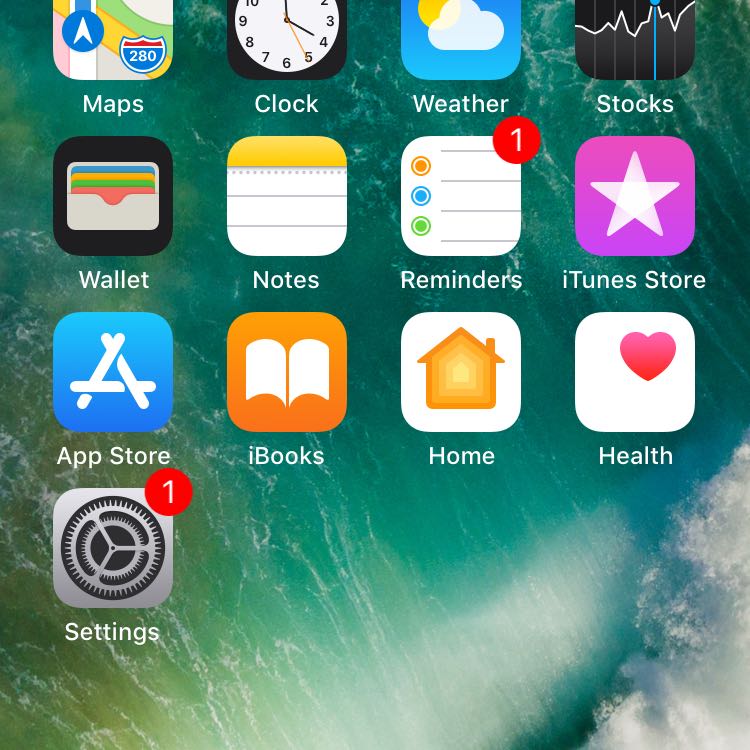 280
10
2
9
3
8
4
7
6
5
Maps
Clock
Weather
Stocks
1
Wallet
Notes
Reminders
iTunes Store
App Store
iBooks
Home
Health
1
Settings